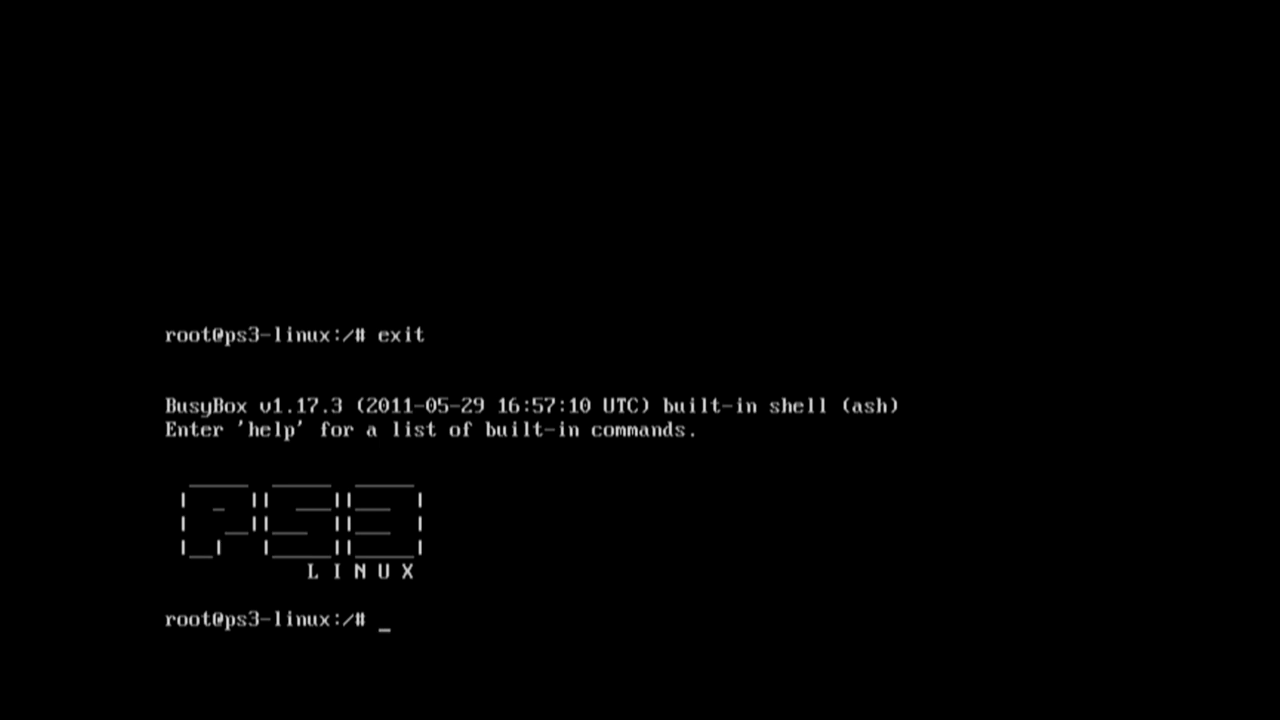 root@ps3-linux:/# exit
BusyBox v1.17.3 (2011-05-29 16:57:10 UTC) built-in shell (ash)
Enter 'help' for a list of built-in commands.
PS3
L I N U X
root@ps3-linux:/# _